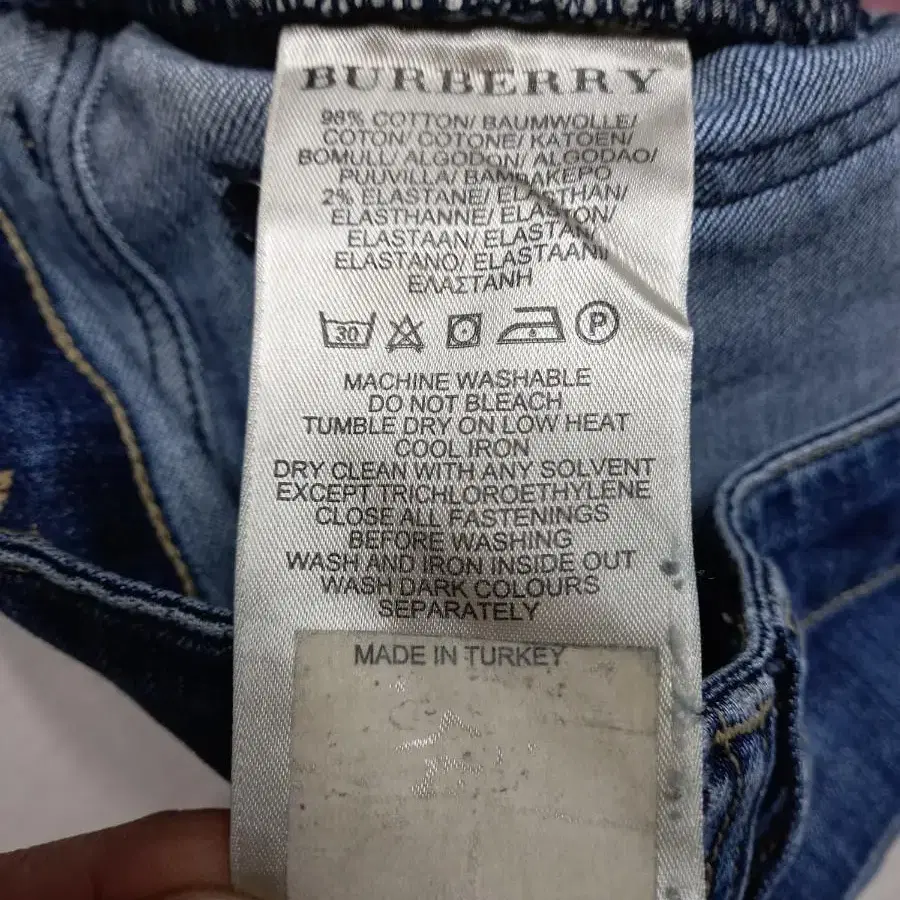 BURBERRY
98% COTTON/ BAUMWOLLE/
COTON/ COTONE/ KATOEN/
BOMULL/ ALGODON/ ALGODAO/
PUUVILLA/ ΒΑΜΒΑΚΕΡΟ
2% ELASTANE/ ELASTHAN/
ELASTHANNE/ ELASTON/
ELASTAAN/ ELASTAN/
ELASTANO/ ELASTAANI/
ΕΛΑΣΤΑΝΗ
30 P
MACHINE WASHABLE
DO NOT BLEACH
TUMBLE DRY ON LOW HEAT
COOL IRON
DRY CLEAN WITH ANY SOLVENT
EXCEPT TRICHLOROETHYLENE
CLOSE ALL FASTENINGS
BEFORE WASHING
WASH AND IRON INSIDE OUT
WASH DARK COLOURS
SEPARATELY
MADE IN TURKEY